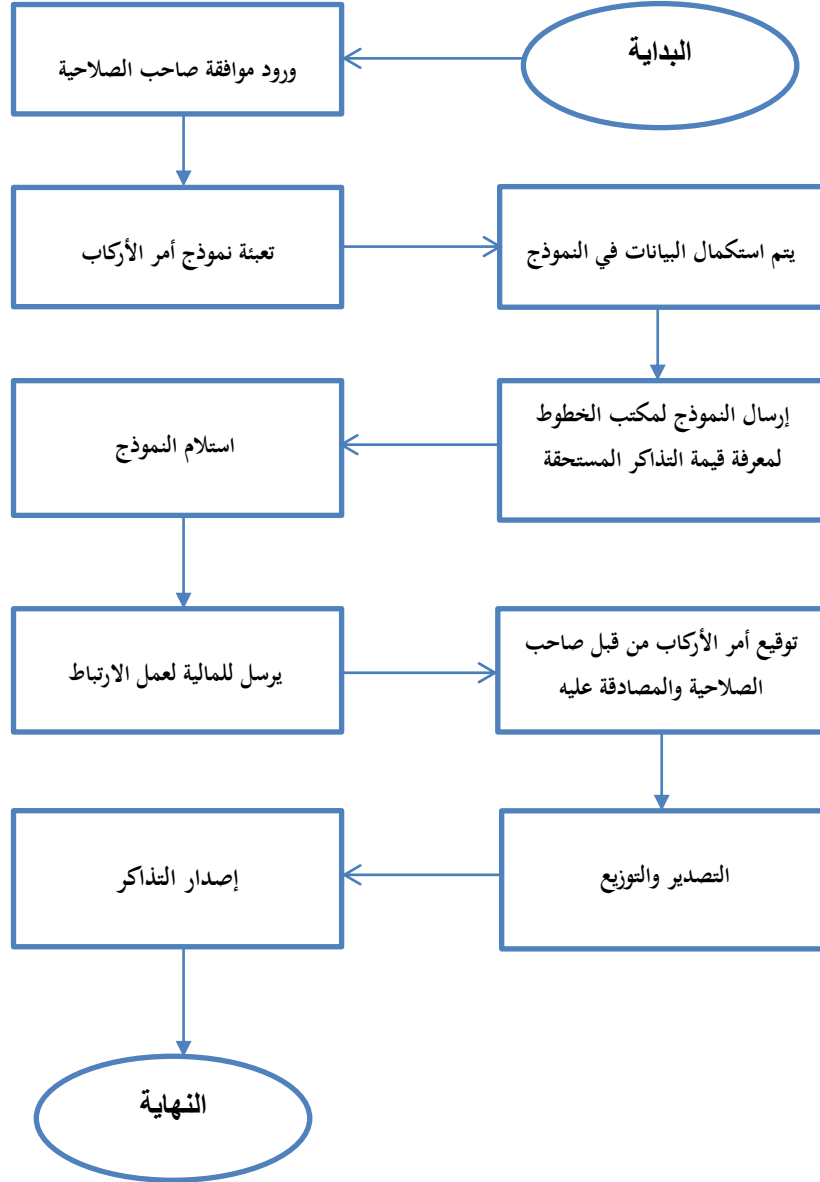 البداية
ورود موافقة صاحب الصلاحية
تعبئة نموذج أمر الأركاب
يتم استكمال البيانات في النموذج
إرسال النموذج لمكتب الخطوط
لمعرفة قيمة التذاكر المستحقة
استلام النموذج
يرسل للمالية لعمل الارتباط
توقيع أمر الأركاب من قبل صاحب
الصلاحية والمصادقة عليه
التصدير والتوزيع
إصدار التذاكر
النهاية